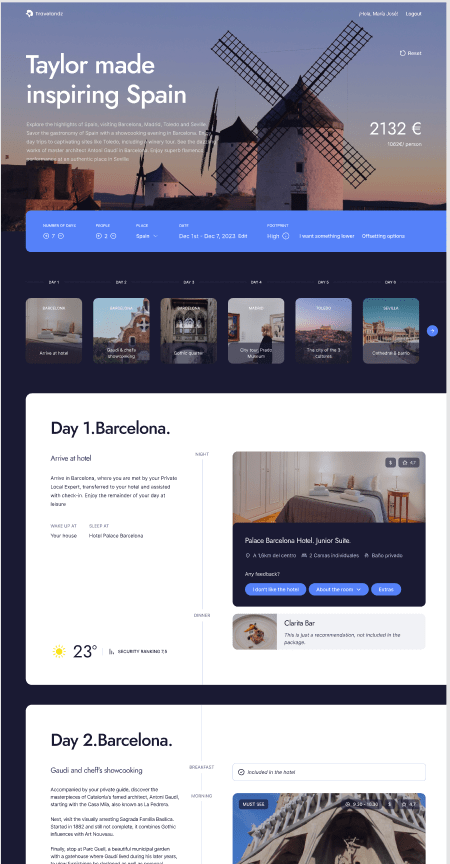 travelandz
¡Hola, María José!
Logout
Reset
Taylor made
inspiring Spain
Explore the highlights of Spain, visiting Barcelona, Madrid, Toledo and Seville.
Savor the gastronomy of Spain with a showcooking evening in Barcelona. Enjoy
day-trips to captivating sites like Toledo, including a winery tour. See the dazzling
works of noted architect Antoni Gaudí in Barcelona. Enjoy superb flamenco
performance at an authentic palace in Seville.
2132 €
1062€/ person
NUMBER OF DAYS
7
PEOPLE
2
PLACE
Spain
DATE
Dec 1st - Dec 7, 2023 Edit
FOOTPRINT
High
I want something lower
Offsetting options
DAY 1
DAY 2
DAY 3
DAY 4
DAY 5
DAY 6
BARCELONA
Arrive at hotel
BARCELONA
Gaudí & cheff's
showcooking
BARCELONA
Gothic quarter
MADRID
City tour, Prado
Museum
TOLEDO
The city of the 3
cultures
SEVILLA
Cathedral & barrio
Day 1.Barcelona.
Arrive at hotel
NIGHT
Arrive in Barcelona, where you are met by your Private
Local Expert, transferred to your hotel and assisted
with check-in. Enjoy the remainder of your day at
leisure
WAKE UP AT
Your house
SLEEP AT
Hotel Palace Barcelona
$
4.7
Palace Barcelona Hotel. Junior Suite.
A 1,5km del centro
2 Camas individuales
Baño privado
Any feedback?
I don't like the hotel
About the room
Extras
DINNER
Clarita Bar
This is just a recommendation, not included in the
package.
23°
SECURITY RANKING 7,5
Day 2.Barcelona.
Gaudí and cheff's showcooking
BREAKFAST
Included in the hotel
MORNING
Accompanied by your private guide, discover the
masterpieces of Catalonia's famed architect, Antoni Gaudí,
starting with the Casa Milà, also known as La Pedrera.
Next, visit the visually arresting Sagrada Familia Basílica.
Started in 1882 and still not complete, it combines Gothic
influences with Art Nouveau.
Finally, stop at Parc Guell, a beautiful municipal garden
with a gatehouse where Gaudí lived during his later years,
MUST SEE
9.30 - 10.30
$
4.7